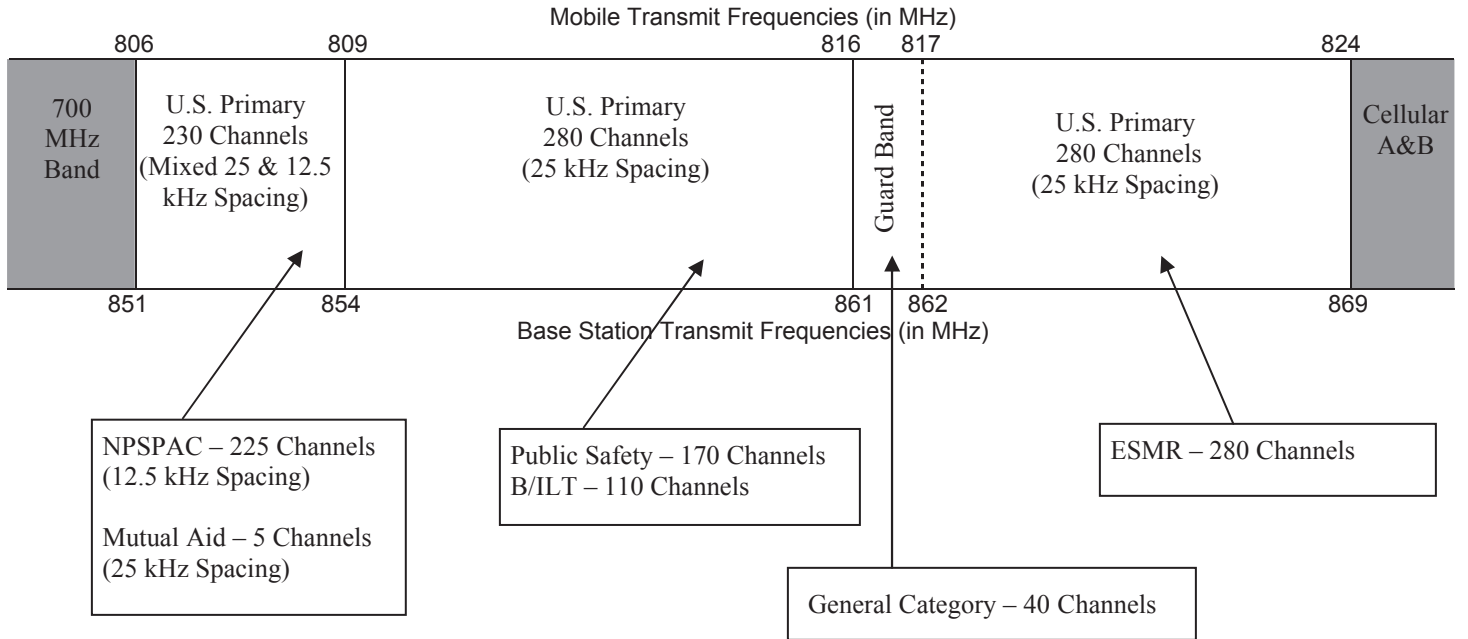 Mobile Transmit Frequencies (in MHz)
806 809 816 817 824
700
MHz
Band
U.S. Primary
230 Channels
(Mixed 25 & 12.5
kHz Spacing)
U.S. Primary
280 Channels
(25 kHz Spacing)
Guard Band
U.S. Primary
280 Channels
(25 kHz Spacing)
Cellular
A&B
851 854 861 862 869
Base Station Transmit Frequencies (in MHz)
NPSPAC – 225 Channels
(12.5 kHz Spacing)
Mutual Aid – 5 Channels
(25 kHz Spacing)
Public Safety – 170 Channels
B/ILT – 110 Channels
ESMR – 280 Channels
General Category – 40 Channels